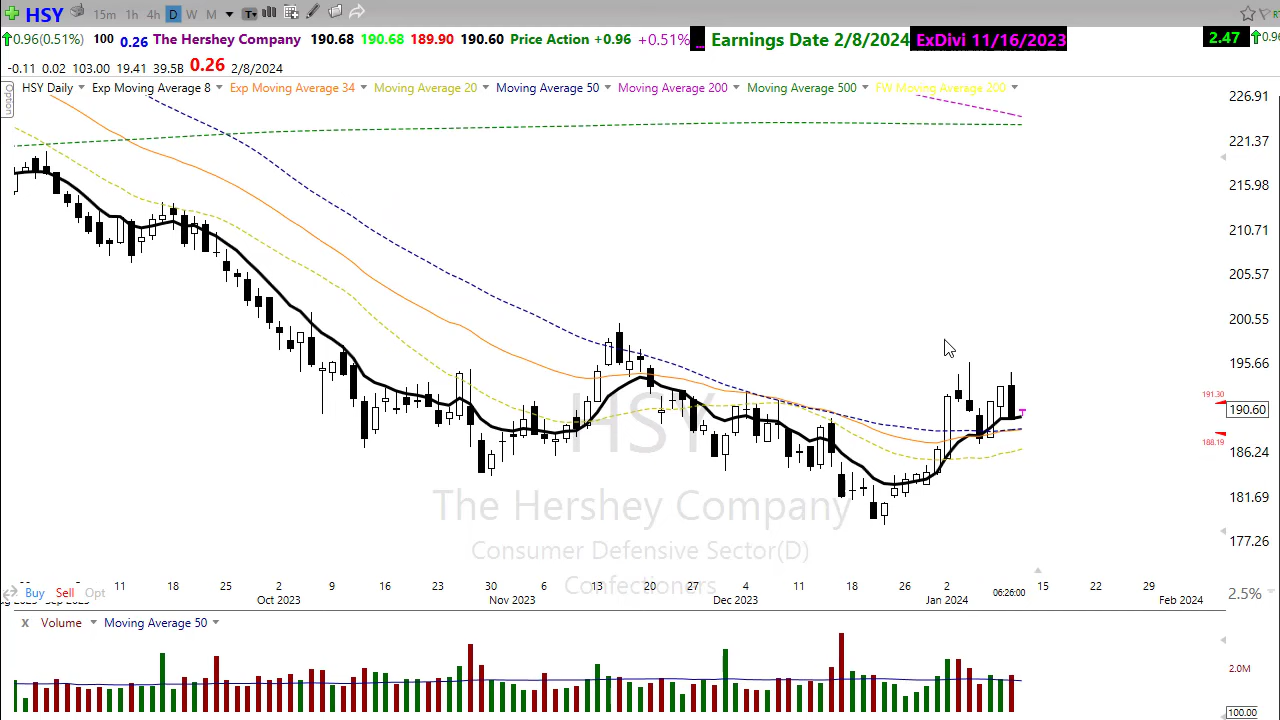 HSY 15m 1h 4h D W M T
0.96(0.51%) 100 0.26 The Hershey Company 190.68 190.68 189.90 190.60 Price Action +0.96 +0.51% ... Earnings Date 2/8/2024 ExDivi 11/16/2023 2.47 0.96
-0.11 0.02 103.00 19.41 39.5B 0.26 2/8/2024
HSY Daily Exp Moving Average 8 Exp Moving Average 34 Moving Average 20 Moving Average 50 Moving Average 200 Moving Average 500 FW Moving Average 200
Option
226.91
221.37
215.98
210.71
205.57
200.55
195.66
191.30
190.60
188.19
186.24
181.69
177.26
HSY
The Hershey Company
Consumer Defensive Sector(D)
Confectioners
11 18 25 2 9 16 23 30 6 13 20 27 4 11 18 26 2 06:26:00 15 22 29
Buy Sell Opt 2.5%
Sep 2023 Oct 2023 Nov 2023 Dec 2023 Jan 2024 Feb 2024
x Volume Moving Average 50
2.0M
100.00